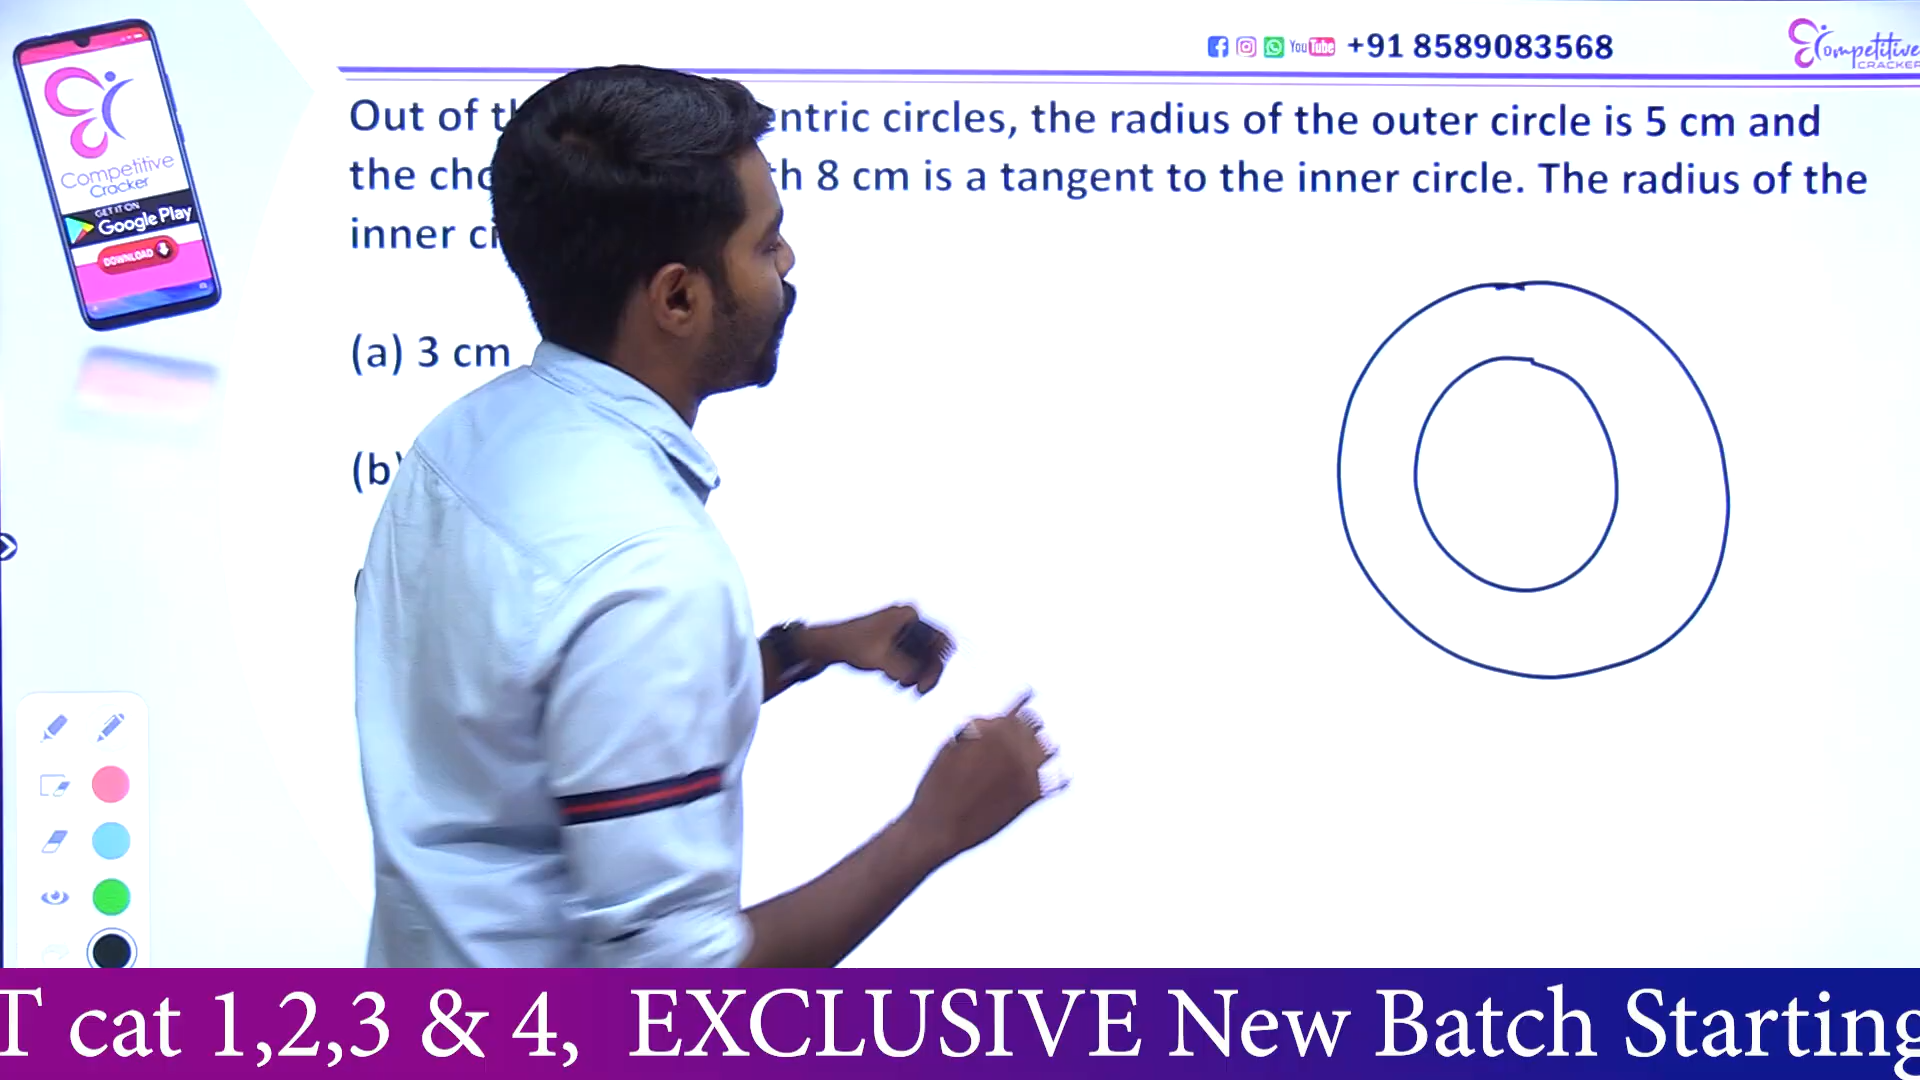 +91 8589083568
Competitive
CRACKER
Out of entric circles, the radius of the outer circle is 5 cm and
the 8 cm is a tangent to the inner circle. The radius of the
inner
(a) 3 cm
(b)
Competitive
Cracker
GET IT ON
Google Play
DOWNLOAD
You Tube
T cat 1,2,3 & 4, EXCLUSIVE New Batch Starting